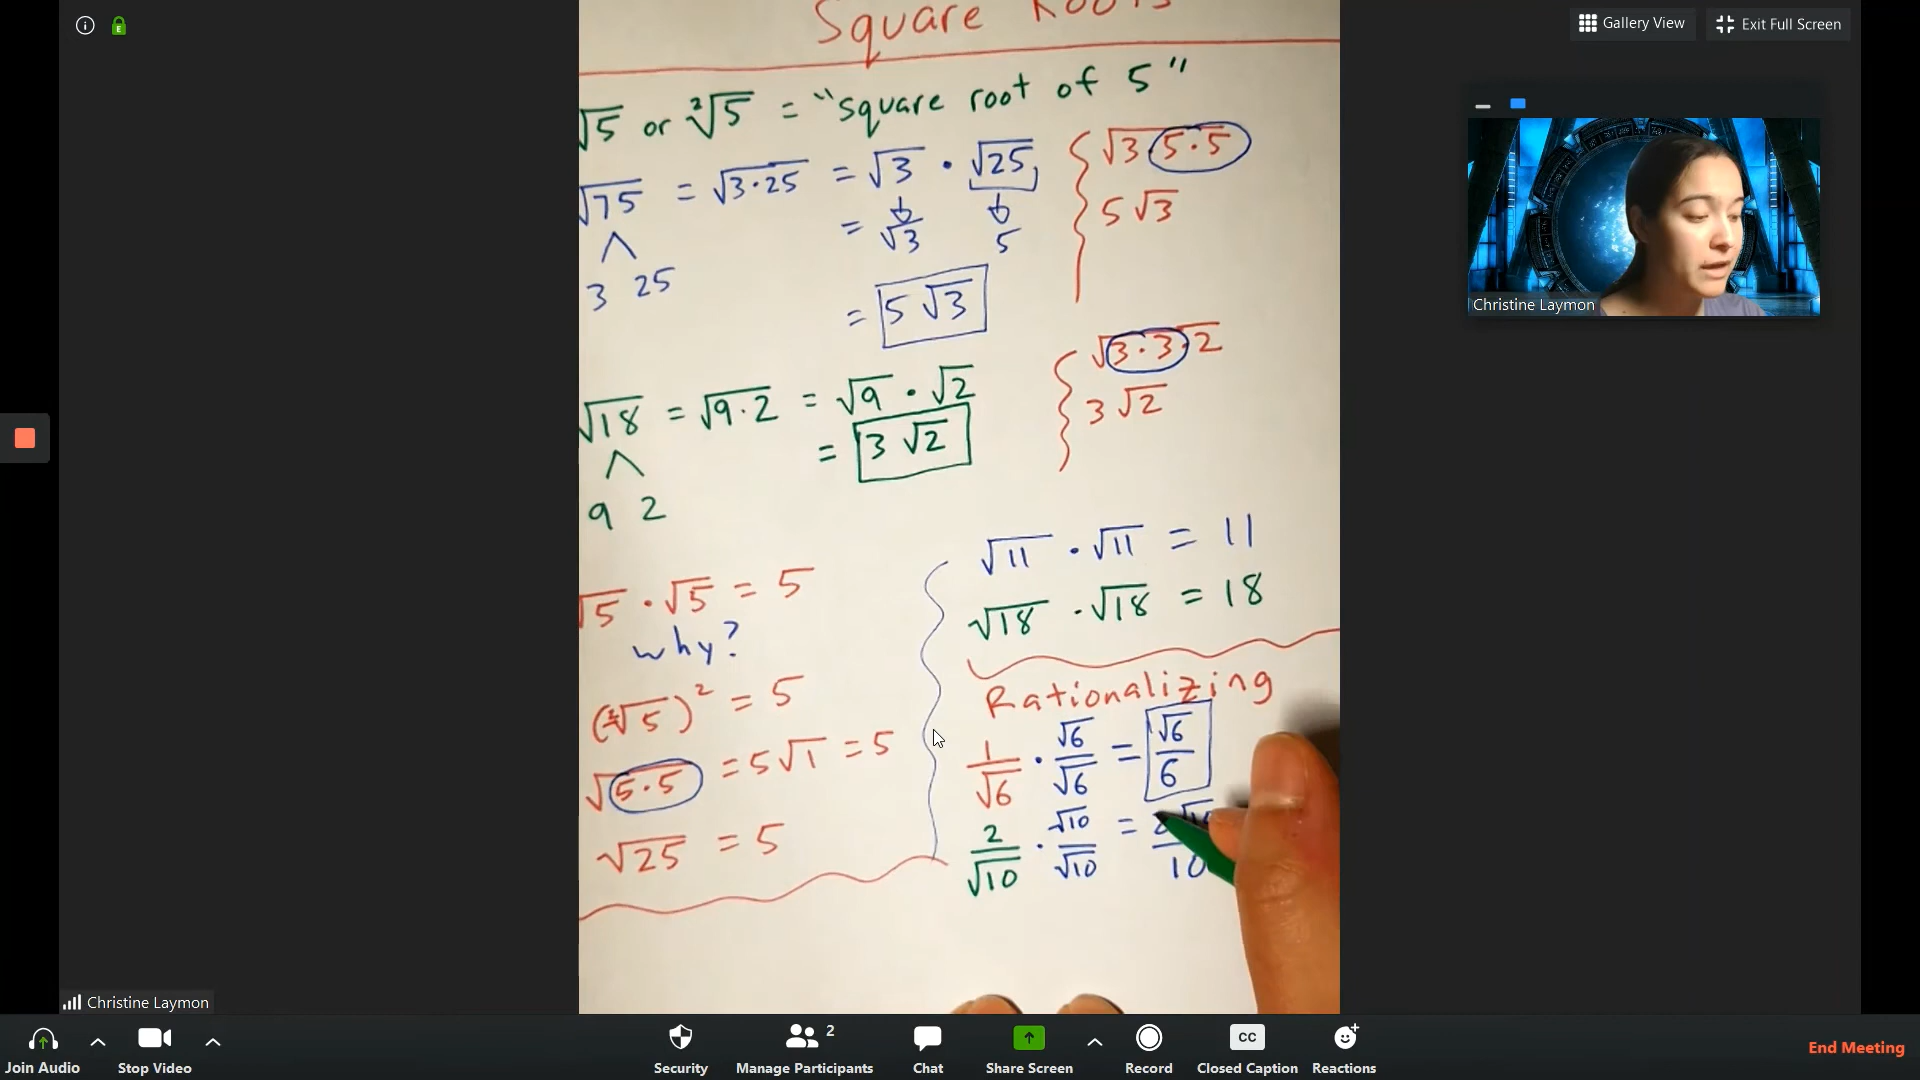 Gallery View
Exit Full Screen
Square Roots
√5 or ²√5 = "square root of 5"
√75 = √3·25 = √3 · √25
3 25
= √3 5
= 5√3
√3·5·5
5√3
√18 = √9·2 = √9 · √2
9 2
= 3√2
√3·3·2
3√2
√5 · √5 = 5
why?
(²√5)² = 5
√5·5 = 5√1 = 5
√25 = 5
√11 · √11 = 11
√18 · √18 = 18
Rationalizing
1/√6 · √6/√6 = √6/6
2/√10 · √10/√10 = 2√10/10
Christine Laymon
Christine Laymon
Join Audio
Stop Video
Security
Manage Participants 2
Chat
Share Screen
Record
CC
Closed Caption
Reactions
End Meeting